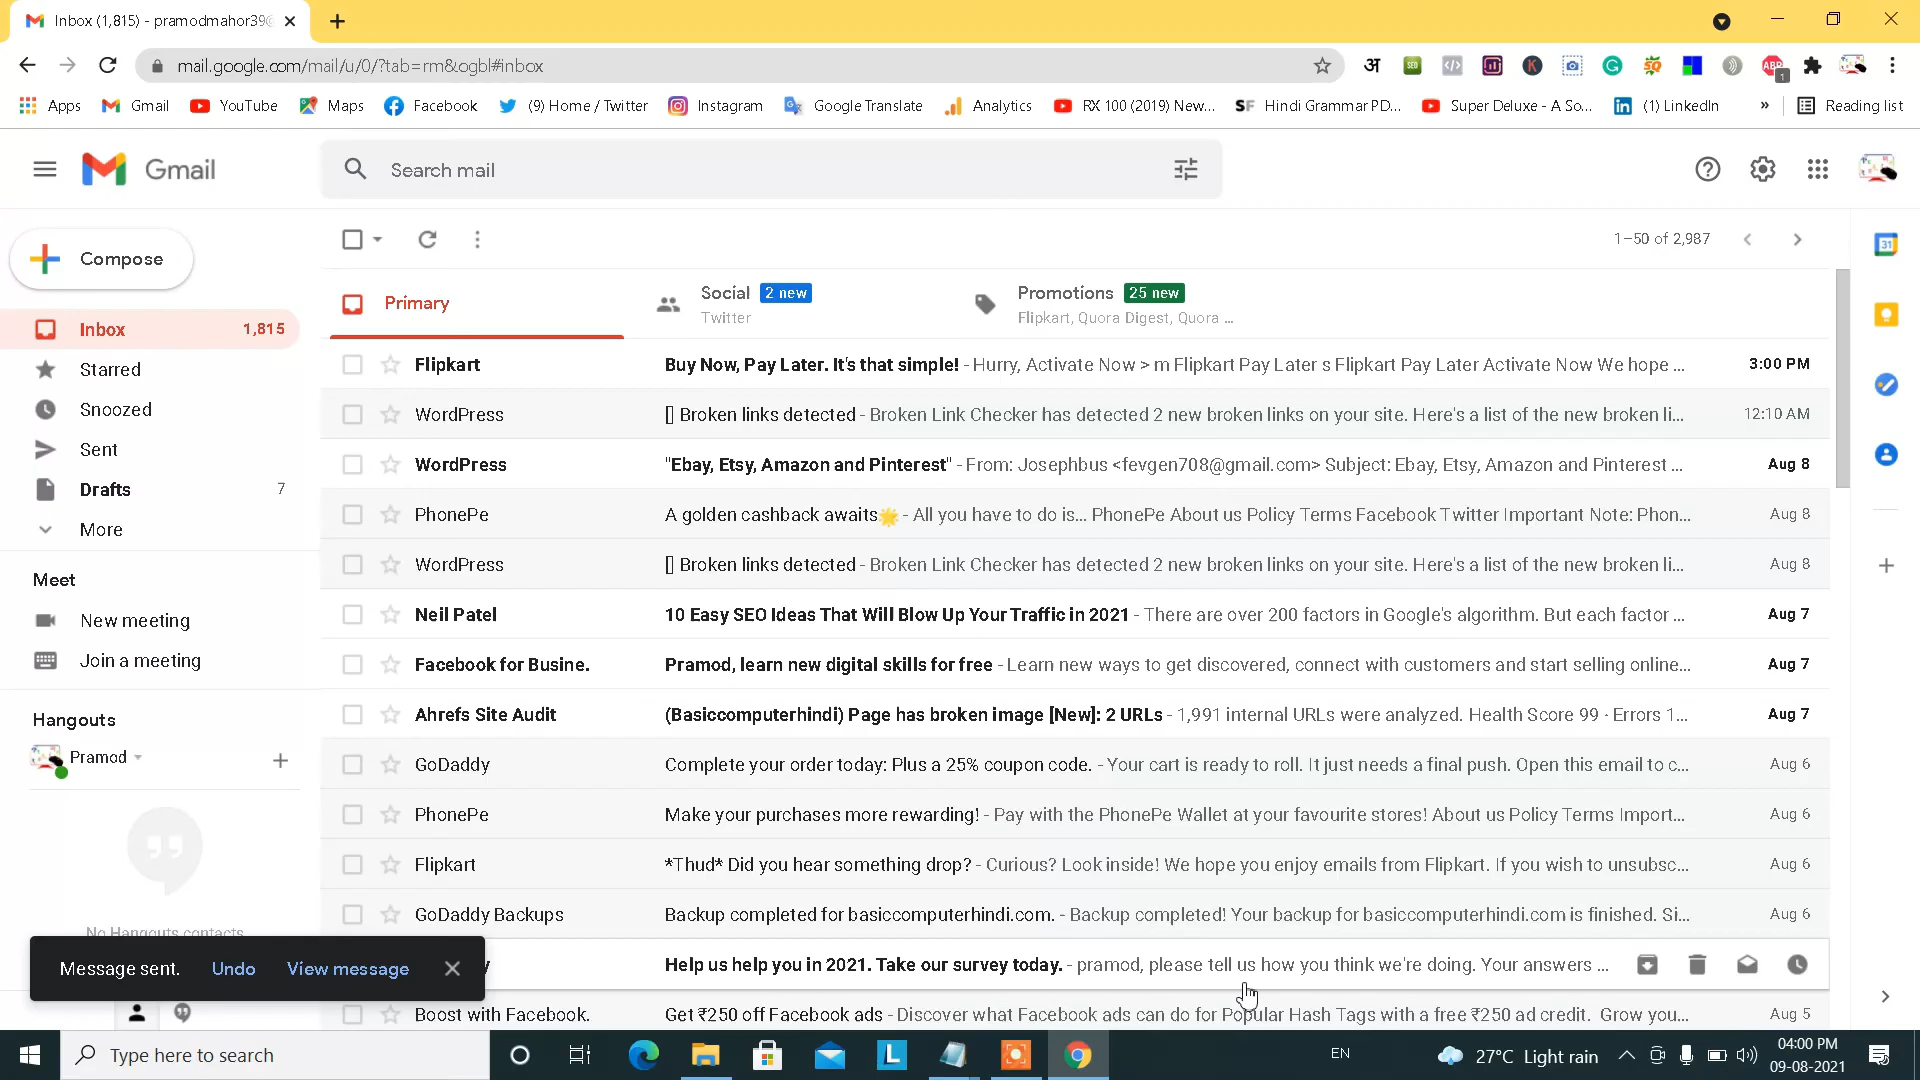 Inbox (1,815) - pramodmahor39@
mail.google.com/mail/u/0/?tab=rm&ogbl#inbox
Apps Gmail YouTube Maps Facebook (9) Home / Twitter Instagram Google Translate Analytics RX 100 (2019) New... Hindi Grammar PD... Super Deluxe - A So... (1) LinkedIn » Reading list
Gmail
Search mail
Compose
1–50 of 2,987
Primary
Social 2 new
Twitter
Promotions 25 new
Flipkart, Quora Digest, Quora ...
Inbox 1,815
Starred
Snoozed
Sent
Drafts 7
More
Meet
New meeting
Join a meeting
Hangouts
Pramod
No Hangouts contacts
Flipkart Buy Now, Pay Later. It's that simple! - Hurry, Activate Now > m Flipkart Pay Later s Flipkart Pay Later Activate Now We hope ... 3:00 PM
WordPress [] Broken links detected - Broken Link Checker has detected 2 new broken links on your site. Here's a list of the new broken li... 12:10 AM
WordPress "Ebay, Etsy, Amazon and Pinterest" - From: Josephbus <fevgen708@gmail.com> Subject: Ebay, Etsy, Amazon and Pinterest ... Aug 8
PhonePe A golden cashback awaits🌟 - All you have to do is... PhonePe About us Policy Terms Facebook Twitter Important Note: Phon... Aug 8
WordPress [] Broken links detected - Broken Link Checker has detected 2 new broken links on your site. Here's a list of the new broken li... Aug 8
Neil Patel 10 Easy SEO Ideas That Will Blow Up Your Traffic in 2021 - There are over 200 factors in Google's algorithm. But each factor ... Aug 7
Facebook for Busine. Pramod, learn new digital skills for free - Learn new ways to get discovered, connect with customers and start selling online... Aug 7
Ahrefs Site Audit (Basiccomputerhindi) Page has broken image [New]: 2 URLs - 1,991 internal URLs were analyzed. Health Score 99 · Errors 1... Aug 7
GoDaddy Complete your order today: Plus a 25% coupon code. - Your cart is ready to roll. It just needs a final push. Open this email to c... Aug 6
PhonePe Make your purchases more rewarding! - Pay with the PhonePe Wallet at your favourite stores! About us Policy Terms Import... Aug 6
Flipkart *Thud* Did you hear something drop? - Curious? Look inside! We hope you enjoy emails from Flipkart. If you wish to unsubsc... Aug 6
GoDaddy Backups Backup completed for basiccomputerhindi.com. - Backup completed! Your backup for basiccomputerhindi.com is finished. Si... Aug 6
Help us help you in 2021. Take our survey today. - pramod, please tell us how you think we're doing. Your answers ...
Boost with Facebook. Get ₹250 off Facebook ads - Discover what Facebook ads can do for Popular Hash Tags with a free ₹250 ad credit. Grow you... Aug 5
Message sent. Undo View message
Type here to search
EN
27°C Light rain
04:00 PM
09-08-2021